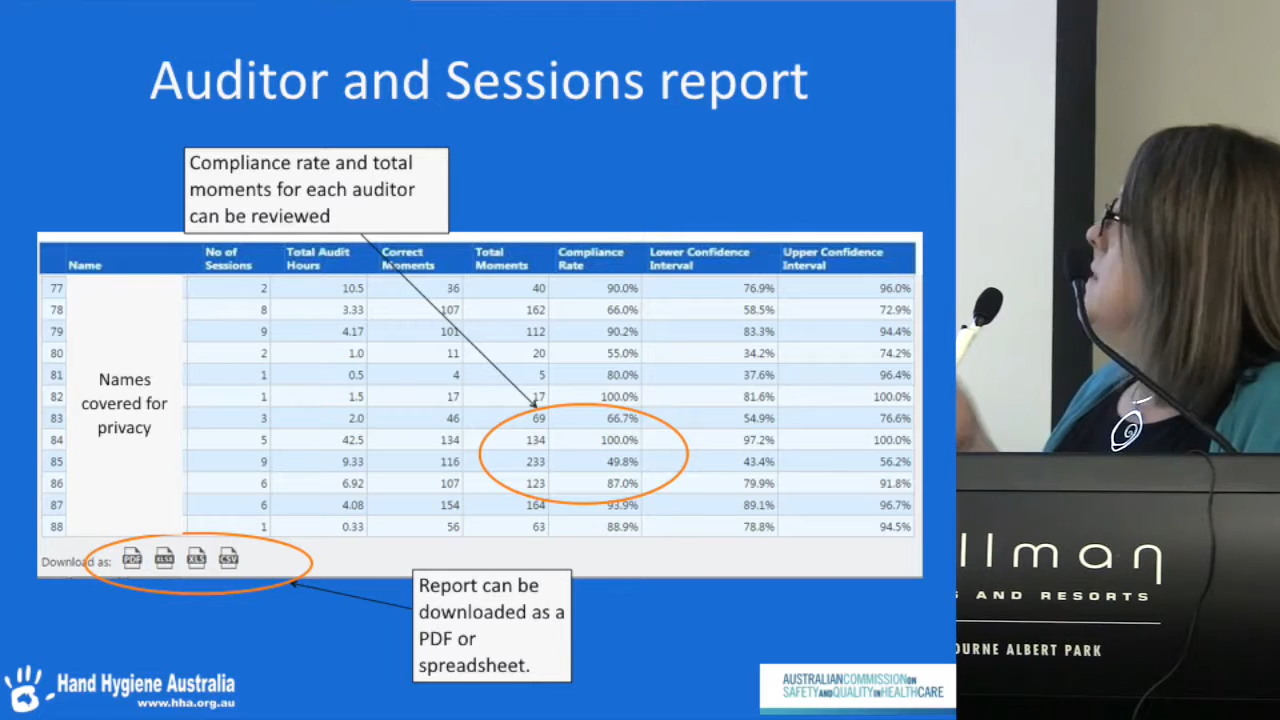 Auditor and Sessions report
Compliance rate and total
moments for each auditor
can be reviewed
Name No of Sessions Total Audit Hours Correct Moments Total Moments Compliance Rate Lower Confidence Interval Upper Confidence Interval
77 2 10.5 36 40 90.0% 76.9% 96.0%
78 8 3.33 107 162 66.0% 58.5% 72.9%
79 9 4.17 101 112 90.2% 83.3% 94.4%
80 2 1.0 11 20 55.0% 34.2% 74.2%
81 1 0.5 4 5 80.0% 37.6% 96.4%
82 1 1.5 17 17 100.0% 81.6% 100.0%
83 3 2.0 46 69 66.7% 54.9% 76.6%
84 5 42.5 134 134 100.0% 97.2% 100.0%
85 9 9.33 116 233 49.8% 43.4% 56.2%
86 6 6.92 107 123 87.0% 79.9% 91.8%
87 6 4.08 154 164 93.9% 89.1% 96.7%
88 1 0.33 56 63 88.9% 78.8% 94.5%
Names
covered for
privacy
Download as: PDF XLSX XLS CSV
Report can be
downloaded as a
PDF or
spreadsheet.
Hand Hygiene Australia
www.hha.org.au
AUSTRALIANCOMMISSIONON
SAFETYANDQUALITYINHEALTHCARE
llman
AND RESORTS
OURNE ALBERT PARK